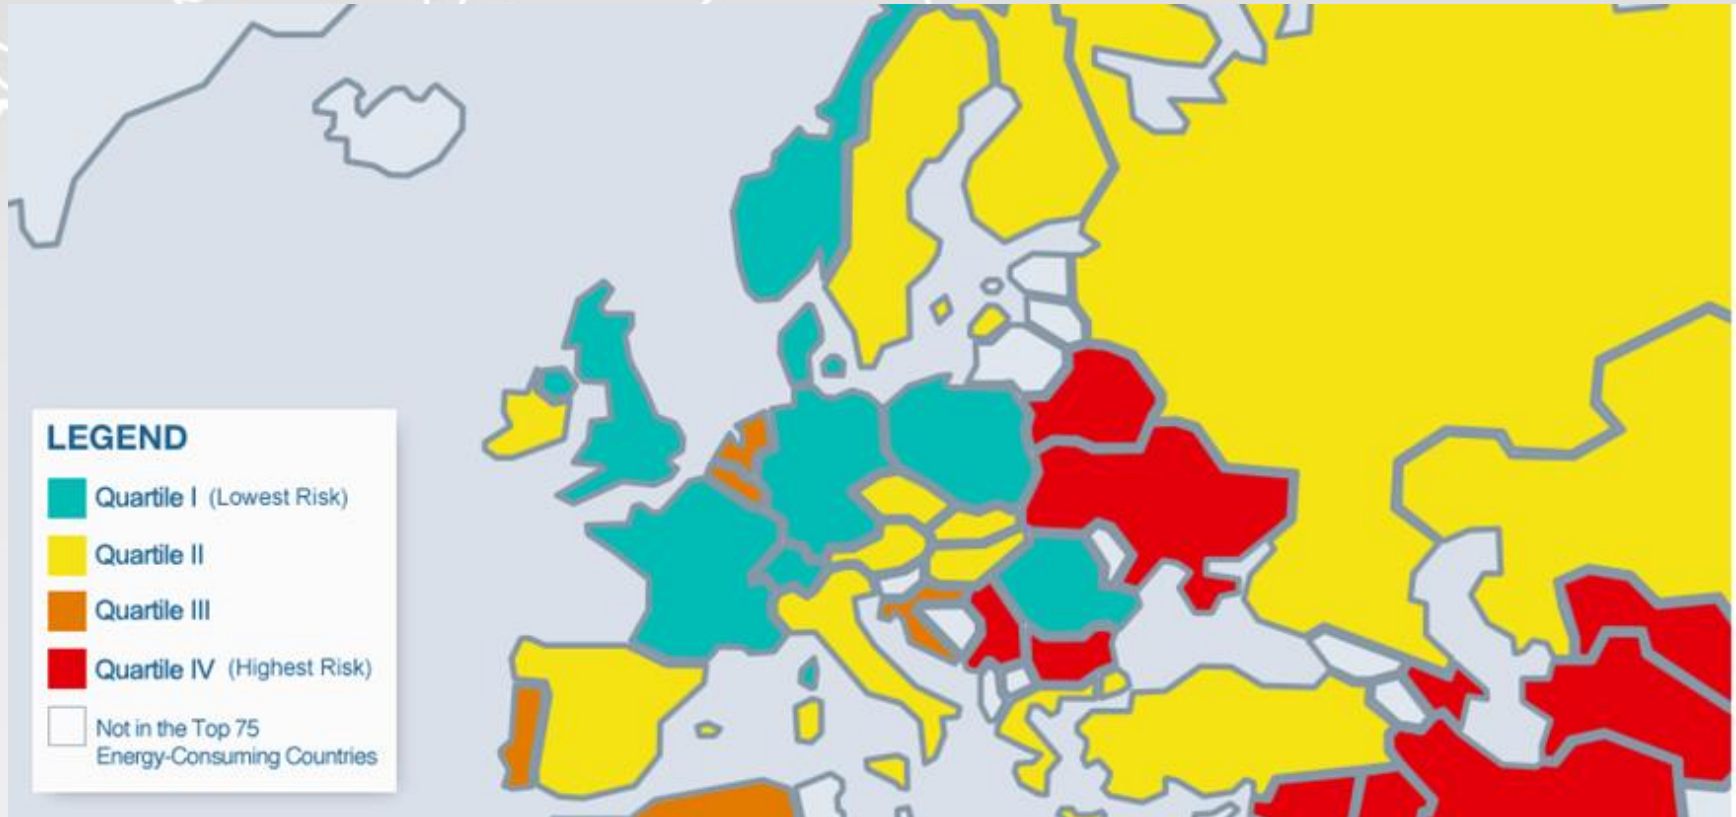 LEGEND
Quartile I (Lowest Risk)
Quartile II
Quartile III
Quartile IV (Highest Risk)
Not in the Top 75
Energy-Consuming Countries